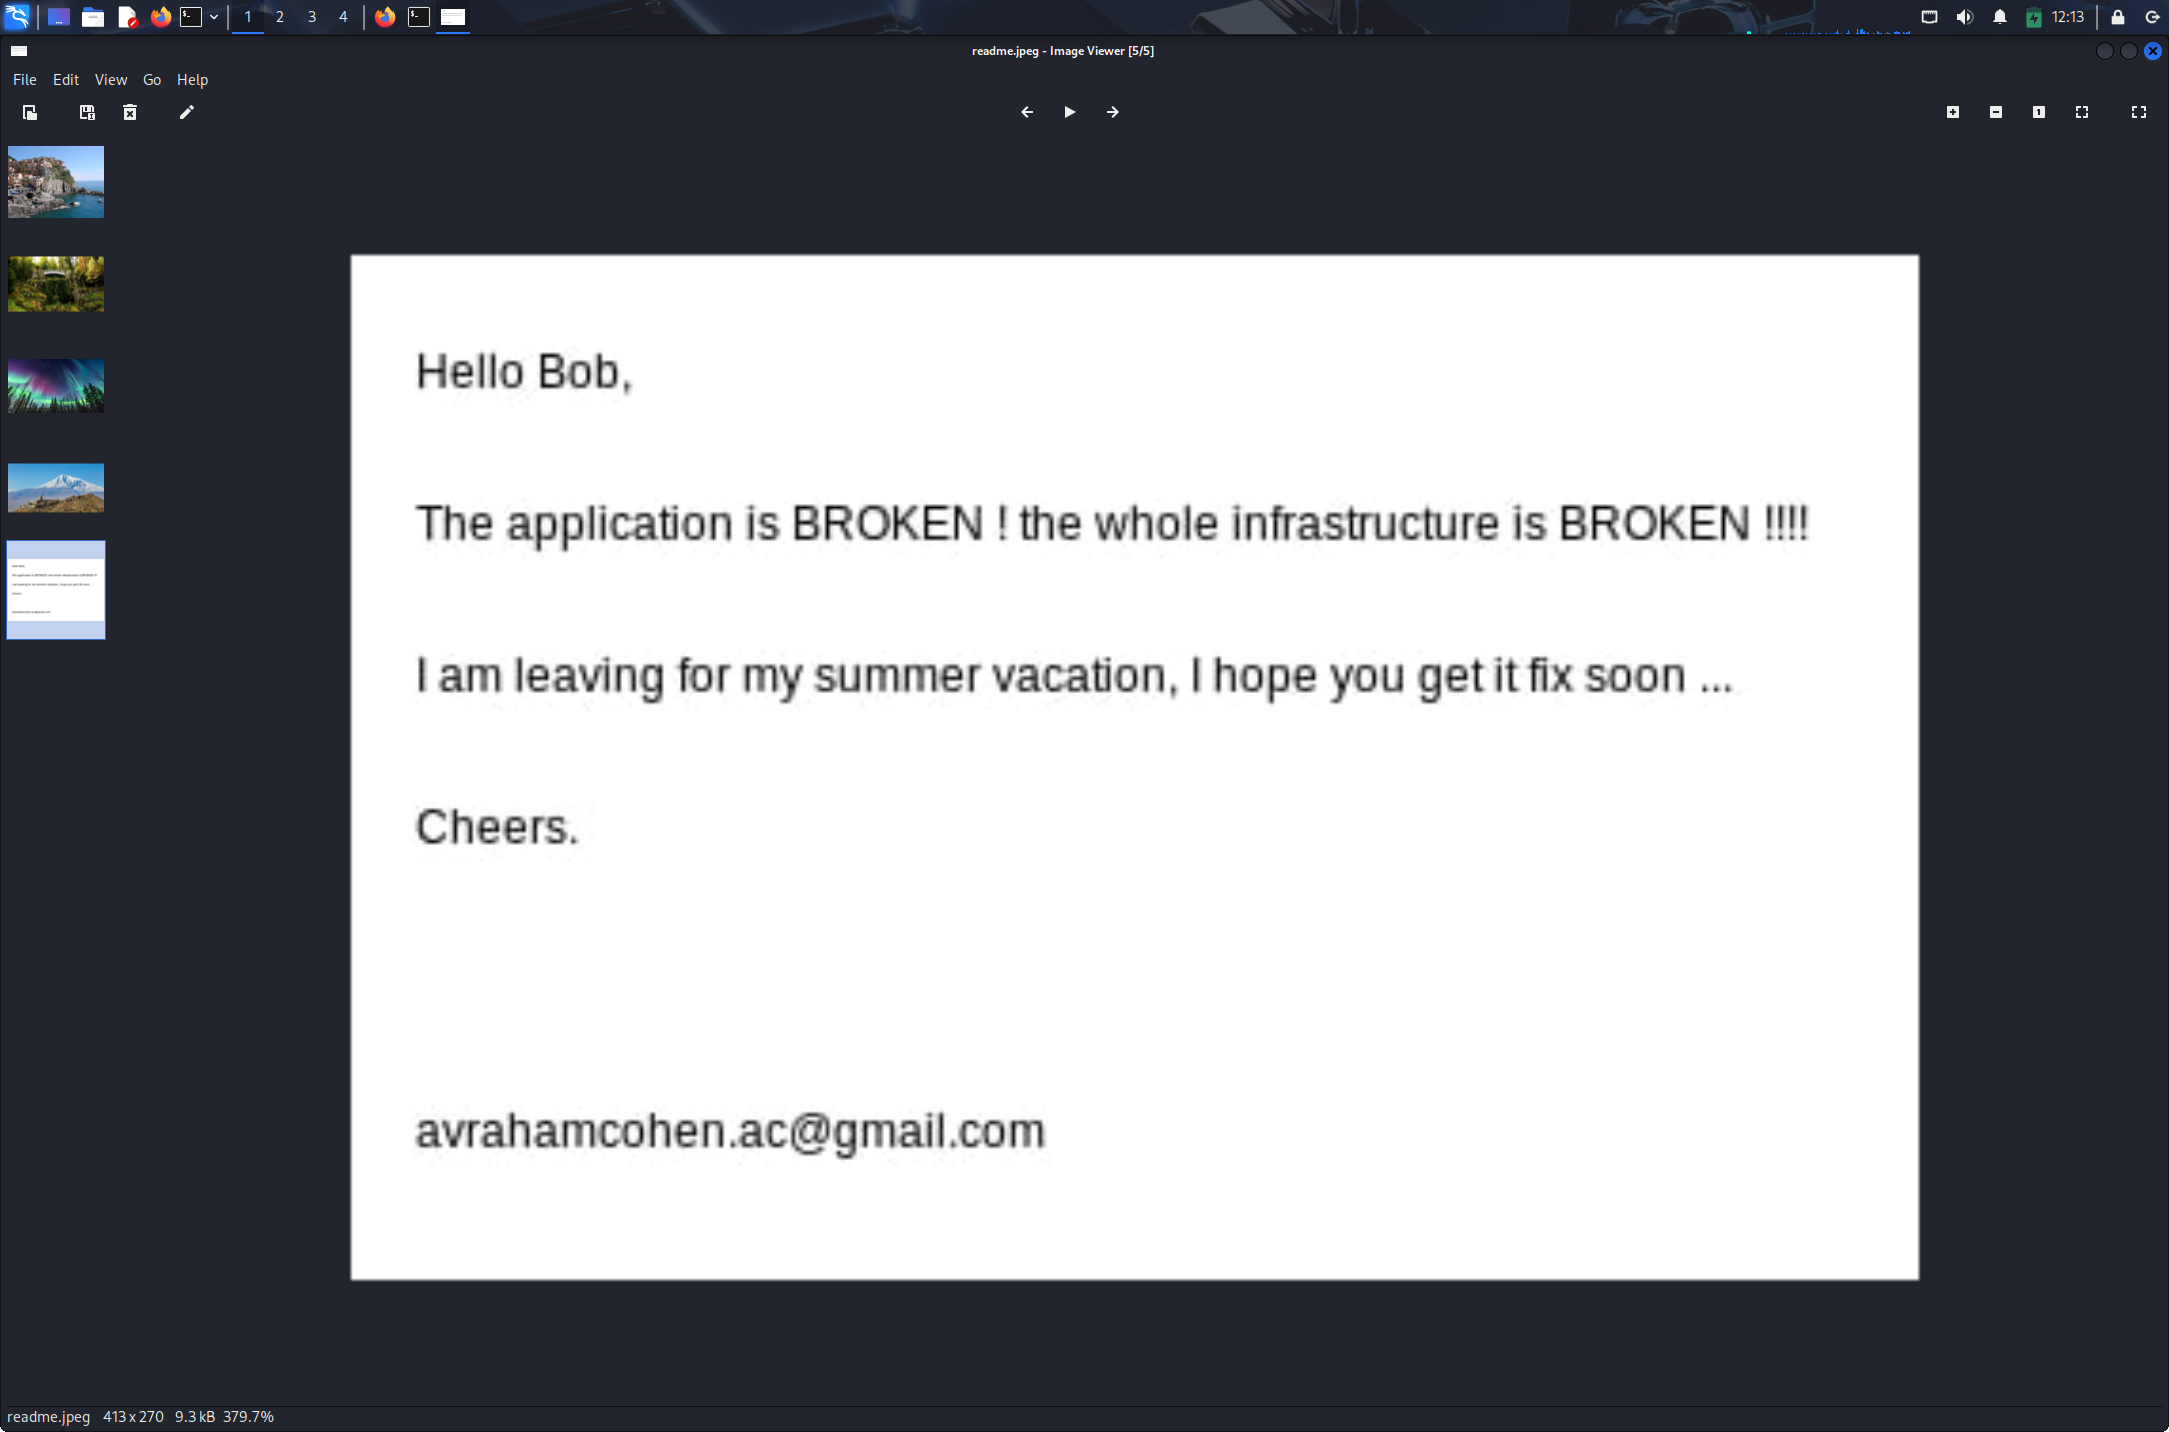 1 2 3 4 12:13
readme.jpeg - Image Viewer [5/5]
File Edit View Go Help
Hello Bob,
The application is BROKEN ! the whole infrastructure is BROKEN !!!!
I am leaving for my summer vacation, I hope you get it fix soon ...
Cheers.
avrahamcohen.ac@gmail.com
readme.jpeg 413 x 270 9.3 kB 379.7%